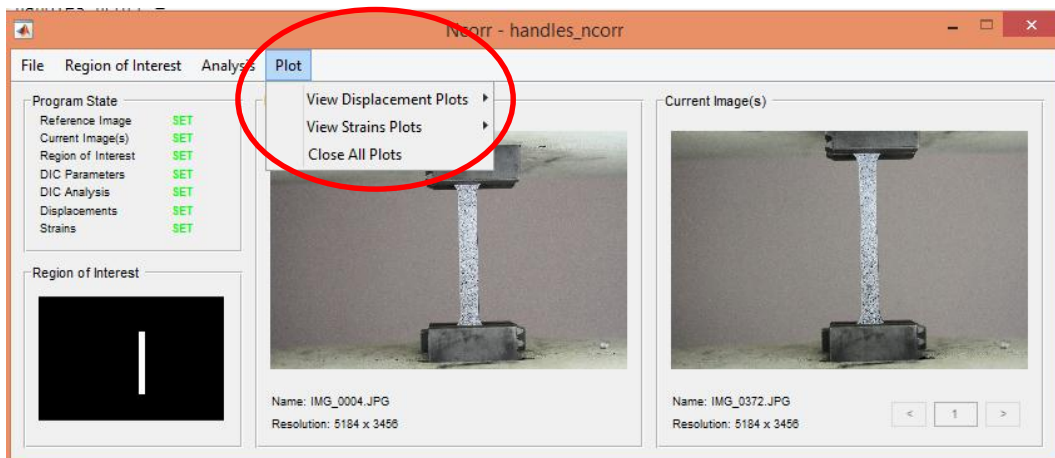 Ncorr - handles_ncorr
File Region of Interest Analysis Plot
View Displacement Plots
View Strains Plots
Close All Plots
Program State
Reference Image SET
Current Image(s) SET
Region of Interest SET
DIC Parameters SET
DIC Analysis SET
Displacements SET
Strains SET
Region of Interest
Name: IMG_0004.JPG
Resolution: 5184 x 3456
Current Image(s)
Name: IMG_0372.JPG
Resolution: 5184 x 3456
< 1 >